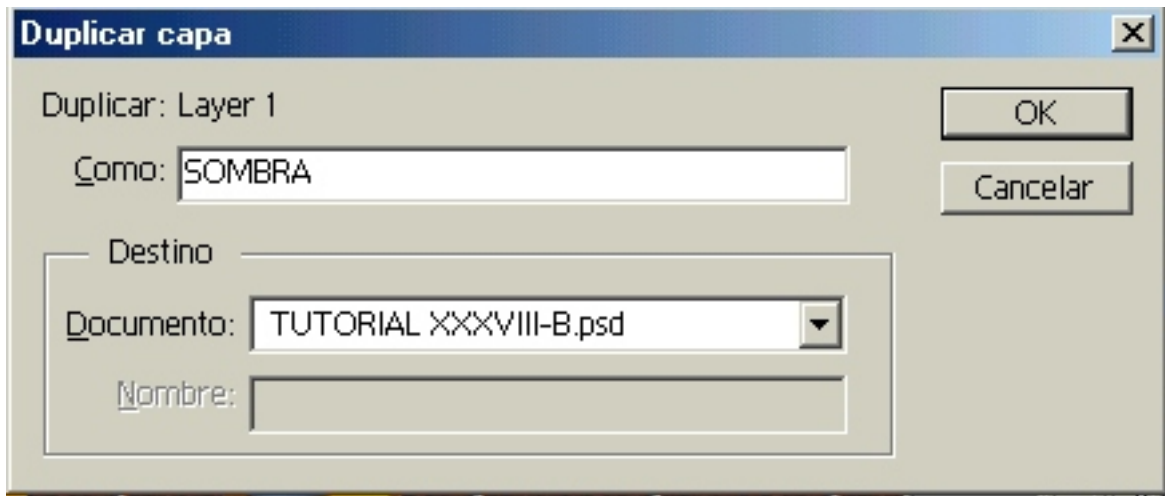 Duplicar capa
Duplicar: Layer 1
OK
Como: SOMBRA
Cancelar
Destino
Documento: TUTORIAL XXXVIII-B.psd
Nombre: